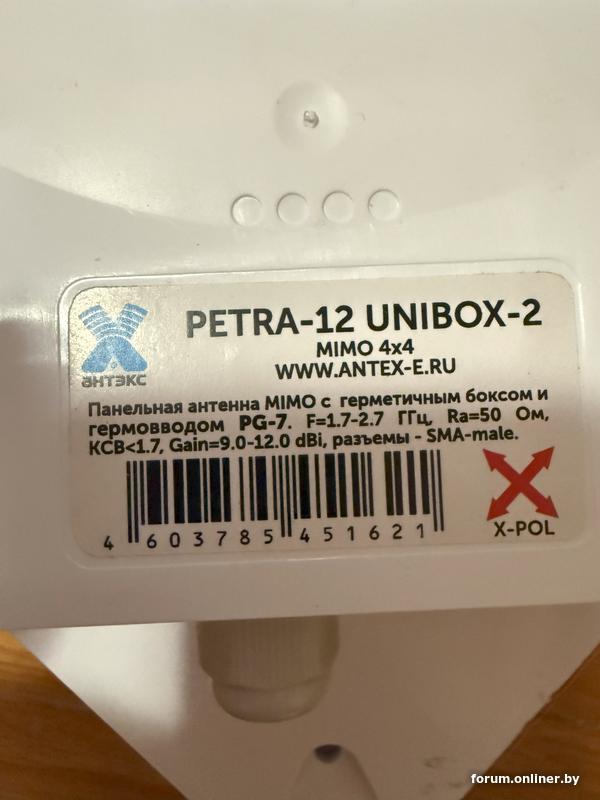 PETRA-12 UNIBOX-2
MIMO 4x4
WWW.ANTEX-E.RU
антэкс
Панельная антенна MIMO с герметичным боксом и
гермовводом PG-7. F=1.7-2.7 ГГц, Ra=50 Ом,
КСВ<1.7, Gain=9.0-12.0 dBi, разъемы - SMA-male.
4 603785 451621
X-POL
forum.onliner.by